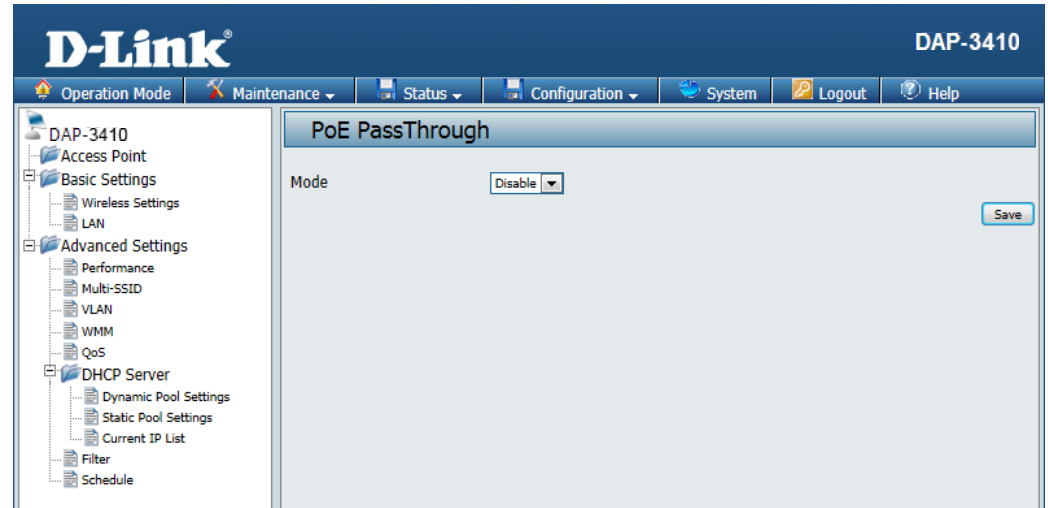 D-Link®
DAP-3410
Operation Mode
Maintenance
Status
Configuration
System
Logout
Help
DAP-3410
Access Point
Basic Settings
Wireless Settings
LAN
Advanced Settings
Performance
Multi-SSID
VLAN
WMM
QoS
DHCP Server
Dynamic Pool Settings
Static Pool Settings
Current IP List
Filter
Schedule
PoE PassThrough
Mode
Disable
Save